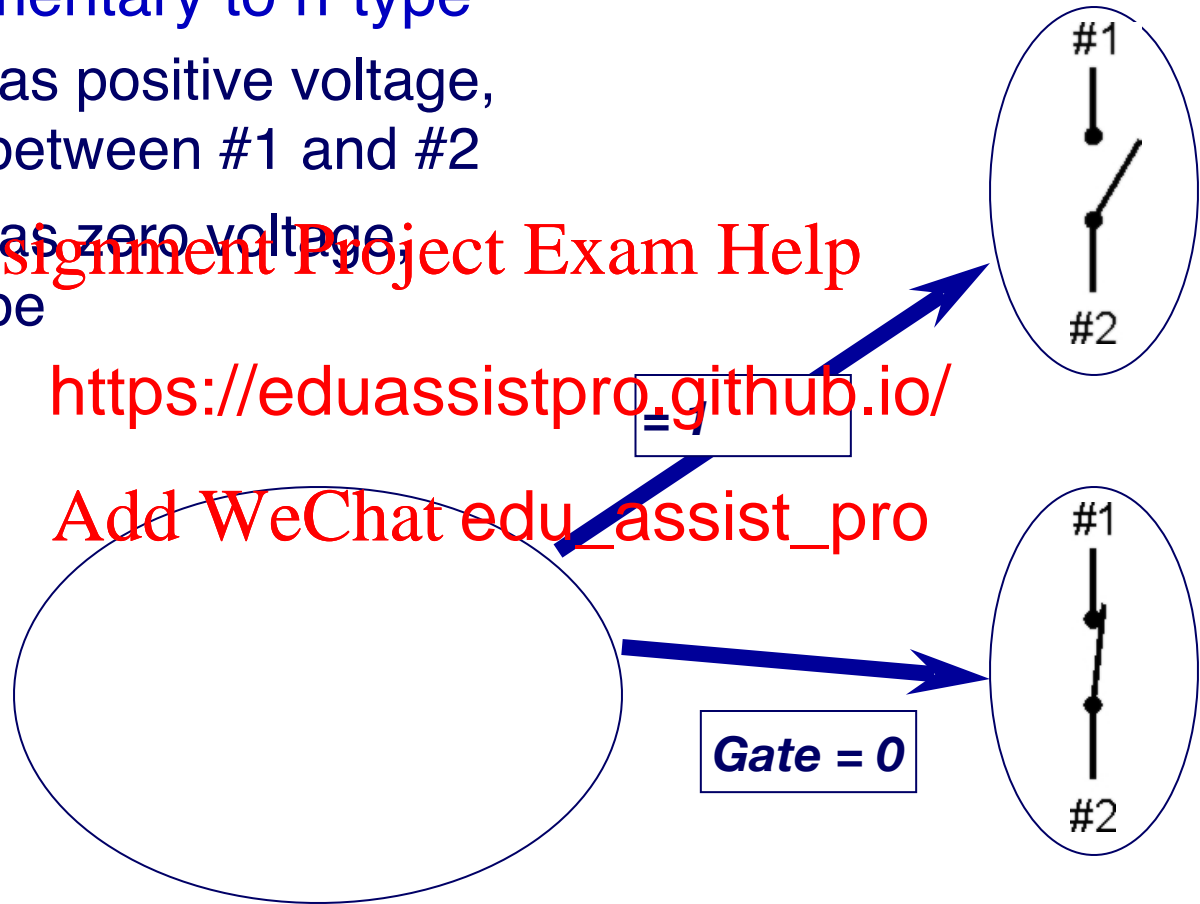 mentary to n-type
as positive voltage,
#1
between #1 and #2
as zero voltage,
signment Project Exam Help
be
#2
https://eduassistpro.github.io/
= 1
Add WeChat edu_assist_pro
#1
Gate = 0
#2